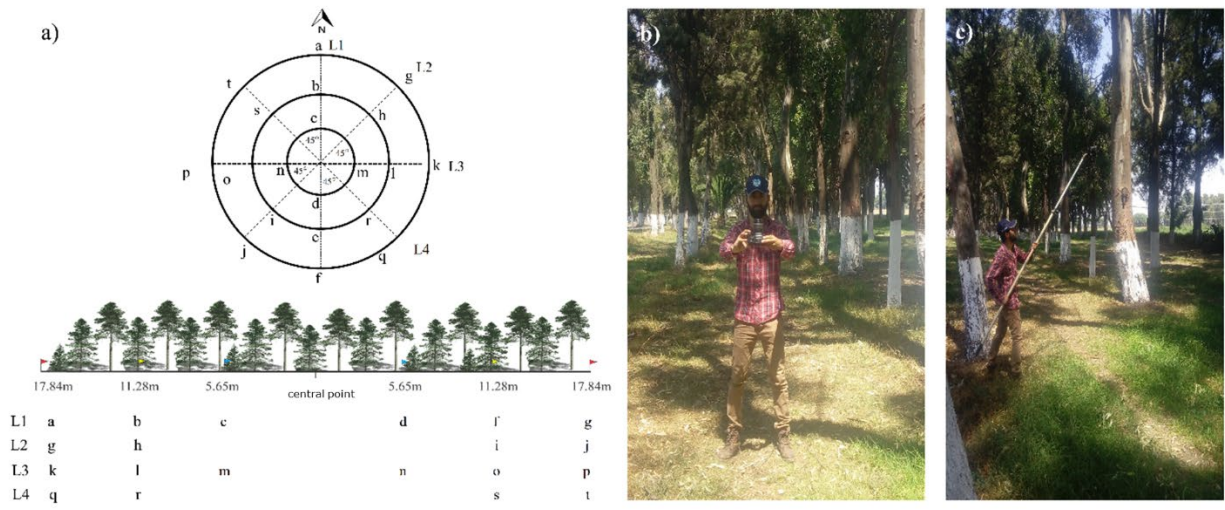 a)
N
a L1
t
g L2
b
s
h
c
45°
45°
p
o
n
45°
45°
m
l
k L3
d
i
r
e
j
q L4
f
17.84m 11.28m 5.65m central point 5.65m 11.28m 17.84m
L1 a b c d f g
L2 g h i j
L3 k l m n o p
L4 q r s t
b)
c)